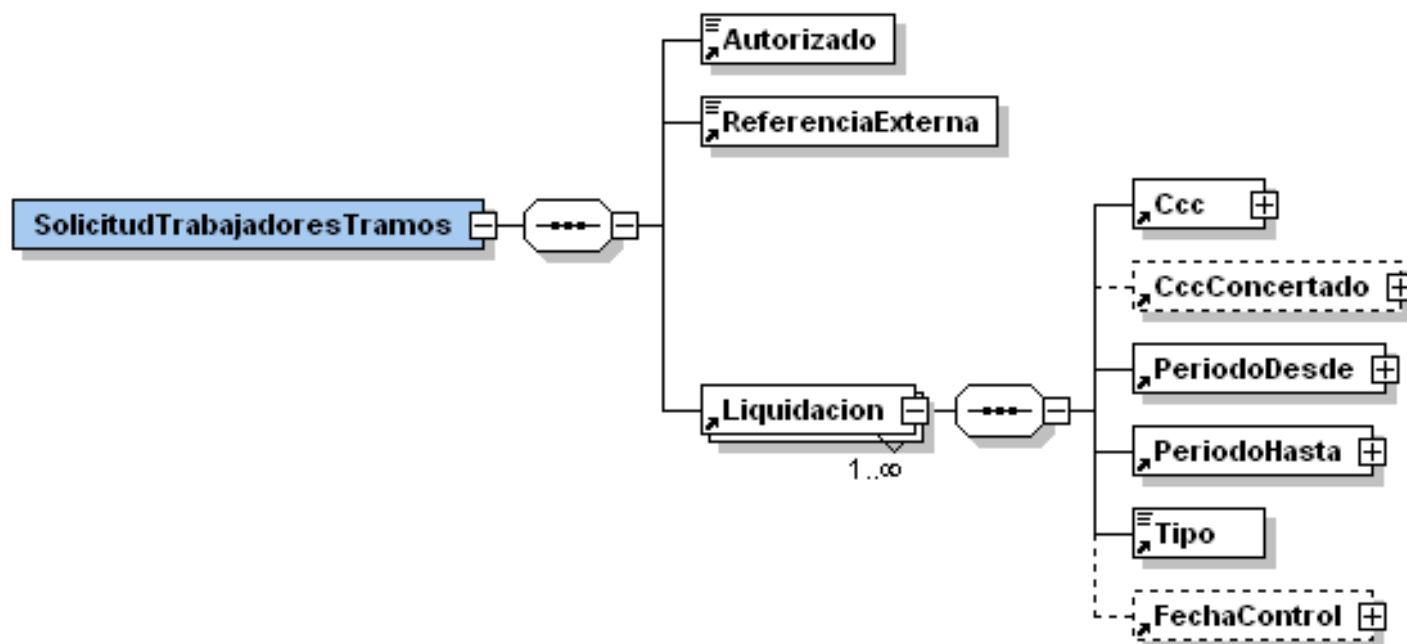 Autorizado
ReferenciaExterna
SolicitudTrabajadoresTramos
Liquidacion
1..∞
Ccc
CccConcertado
PeriodoDesde
PeriodoHasta
Tipo
FechaControl